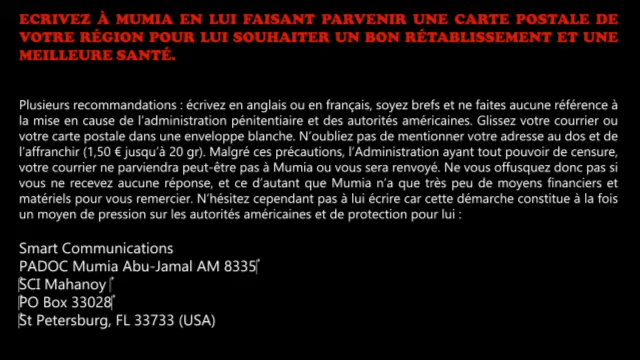 ECRIVEZ À MUMIA EN LUI FAISANT PARVENIR UNE CARTE POSTALE DE
VOTRE RÉGION POUR LUI SOUHAITER UN BON RÉTABLISSEMENT ET UNE
MEILLEURE SANTÉ.
Plusieurs recommandations : écrivez en anglais ou en français, soyez brefs et ne faites aucune référence à
la mise en cause de l’administration pénitentiaire et des autorités américaines. Glissez votre courrier ou
votre carte postale dans une enveloppe blanche. N’oubliez pas de mentionner votre adresse au dos et de
l’affranchir (1,50 € jusqu’à 20 gr). Malgré ces précautions, l’Administration ayant tout pouvoir de censure,
votre courrier ne parviendra peut-être pas à Mumia ou vous sera renvoyé. Ne vous offusquez donc pas si
vous ne recevez aucune réponse, et ce d’autant que Mumia n’a que très peu de moyens financiers et
matériels pour vous remercier. N’hésitez cependant pas à lui écrire car cette démarche constitue à la fois
un moyen de pression sur les autorités américaines et de protection pour lui :
Smart Communications
PADOC Mumia Abu-Jamal AM 8335
SCI Mahanoy
PO Box 33028
St Petersburg, FL 33733 (USA)